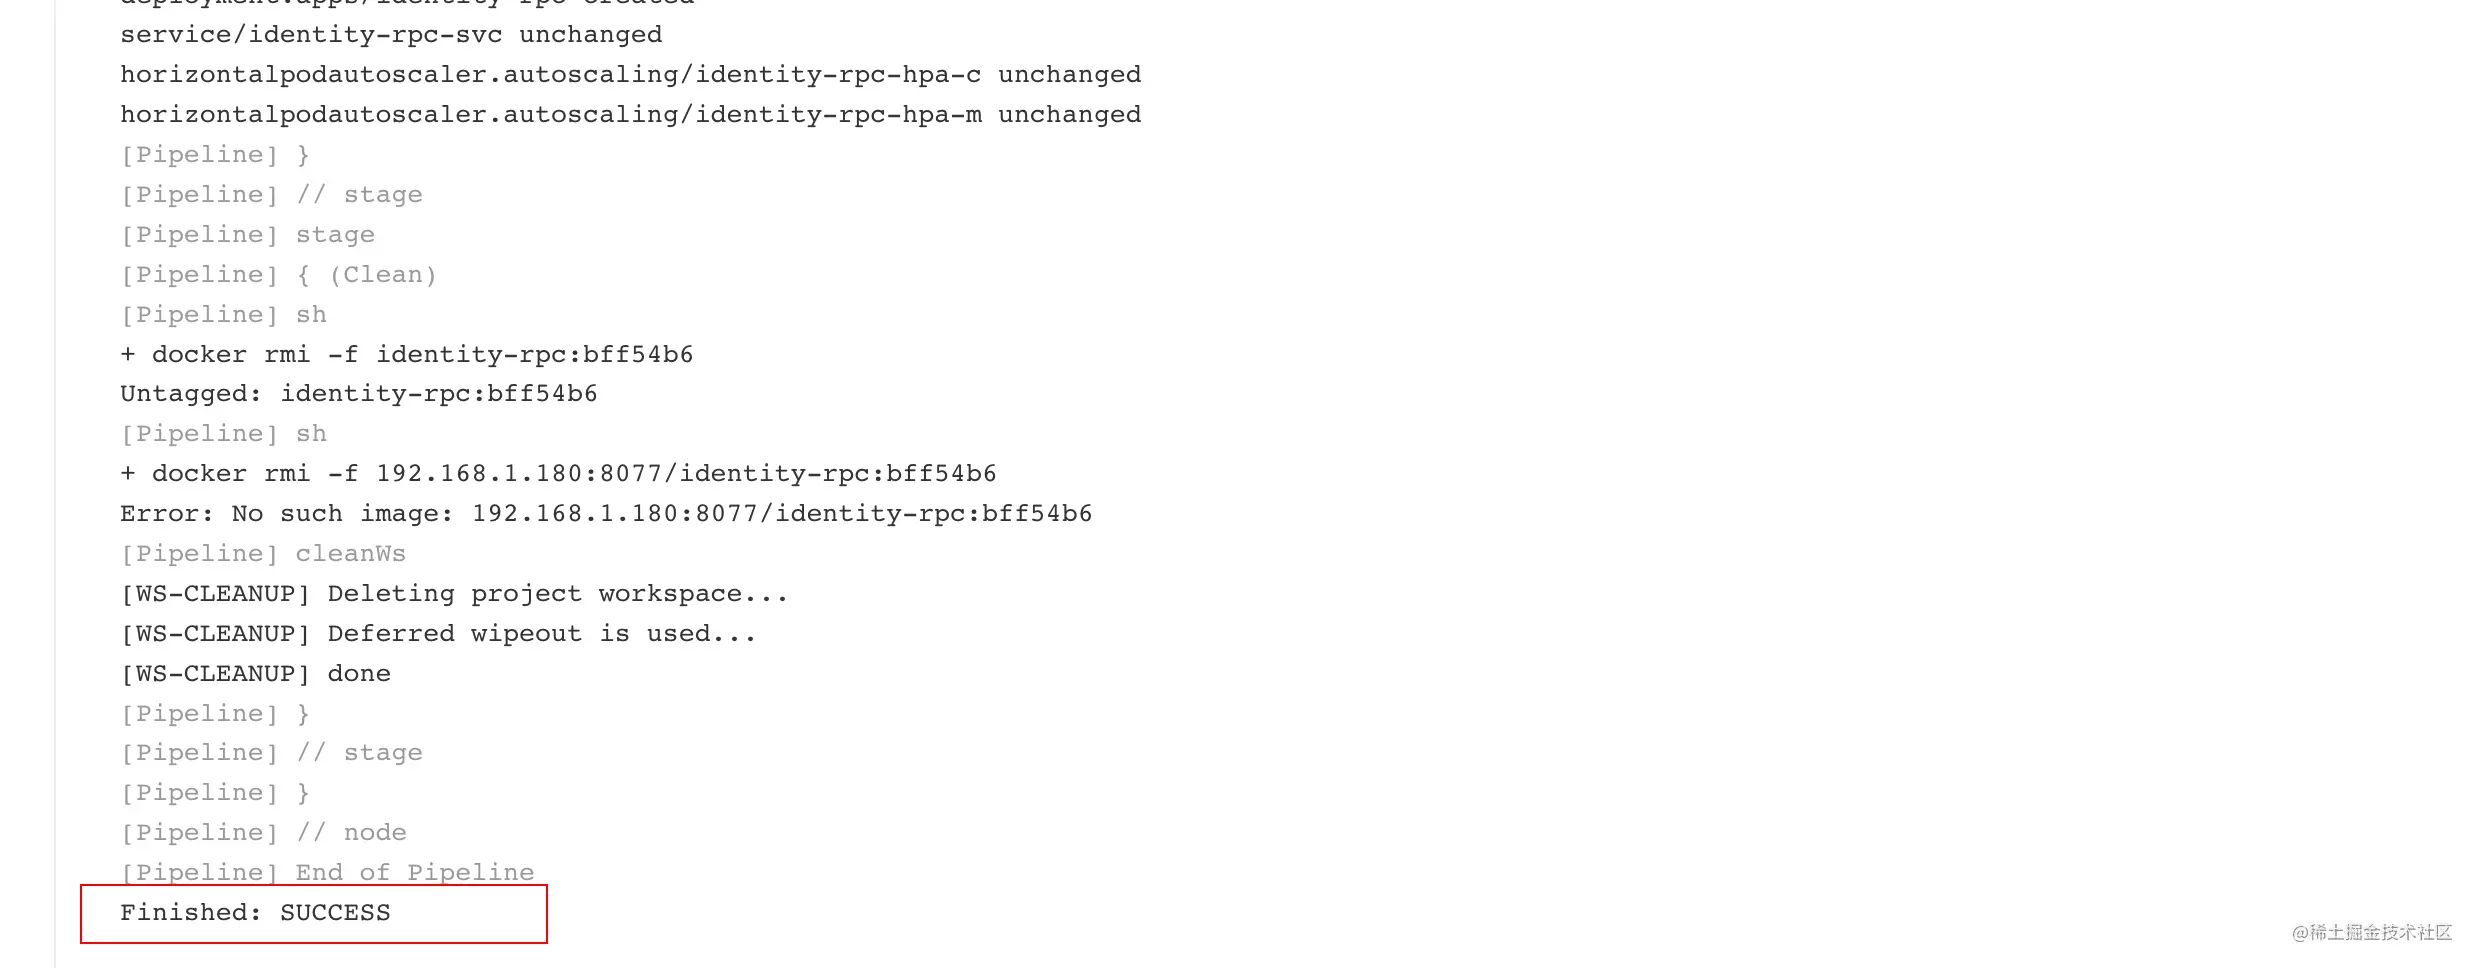 deployment.apps/identity-rpc created
service/identity-rpc-svc unchanged
horizontalpodautoscaler.autoscaling/identity-rpc-hpa-c unchanged
horizontalpodautoscaler.autoscaling/identity-rpc-hpa-m unchanged
[Pipeline] }
[Pipeline] // stage
[Pipeline] stage
[Pipeline] { (Clean)
[Pipeline] sh
+ docker rmi -f identity-rpc:bff54b6
Untagged: identity-rpc:bff54b6
[Pipeline] sh
+ docker rmi -f 192.168.1.180:8077/identity-rpc:bff54b6
Error: No such image: 192.168.1.180:8077/identity-rpc:bff54b6
[Pipeline] cleanWs
[WS-CLEANUP] Deleting project workspace...
[WS-CLEANUP] Deferred wipeout is used...
[WS-CLEANUP] done
[Pipeline] }
[Pipeline] // stage
[Pipeline] }
[Pipeline] // node
[Pipeline] End of Pipeline
Finished: SUCCESS
@稀土掘金技术社区